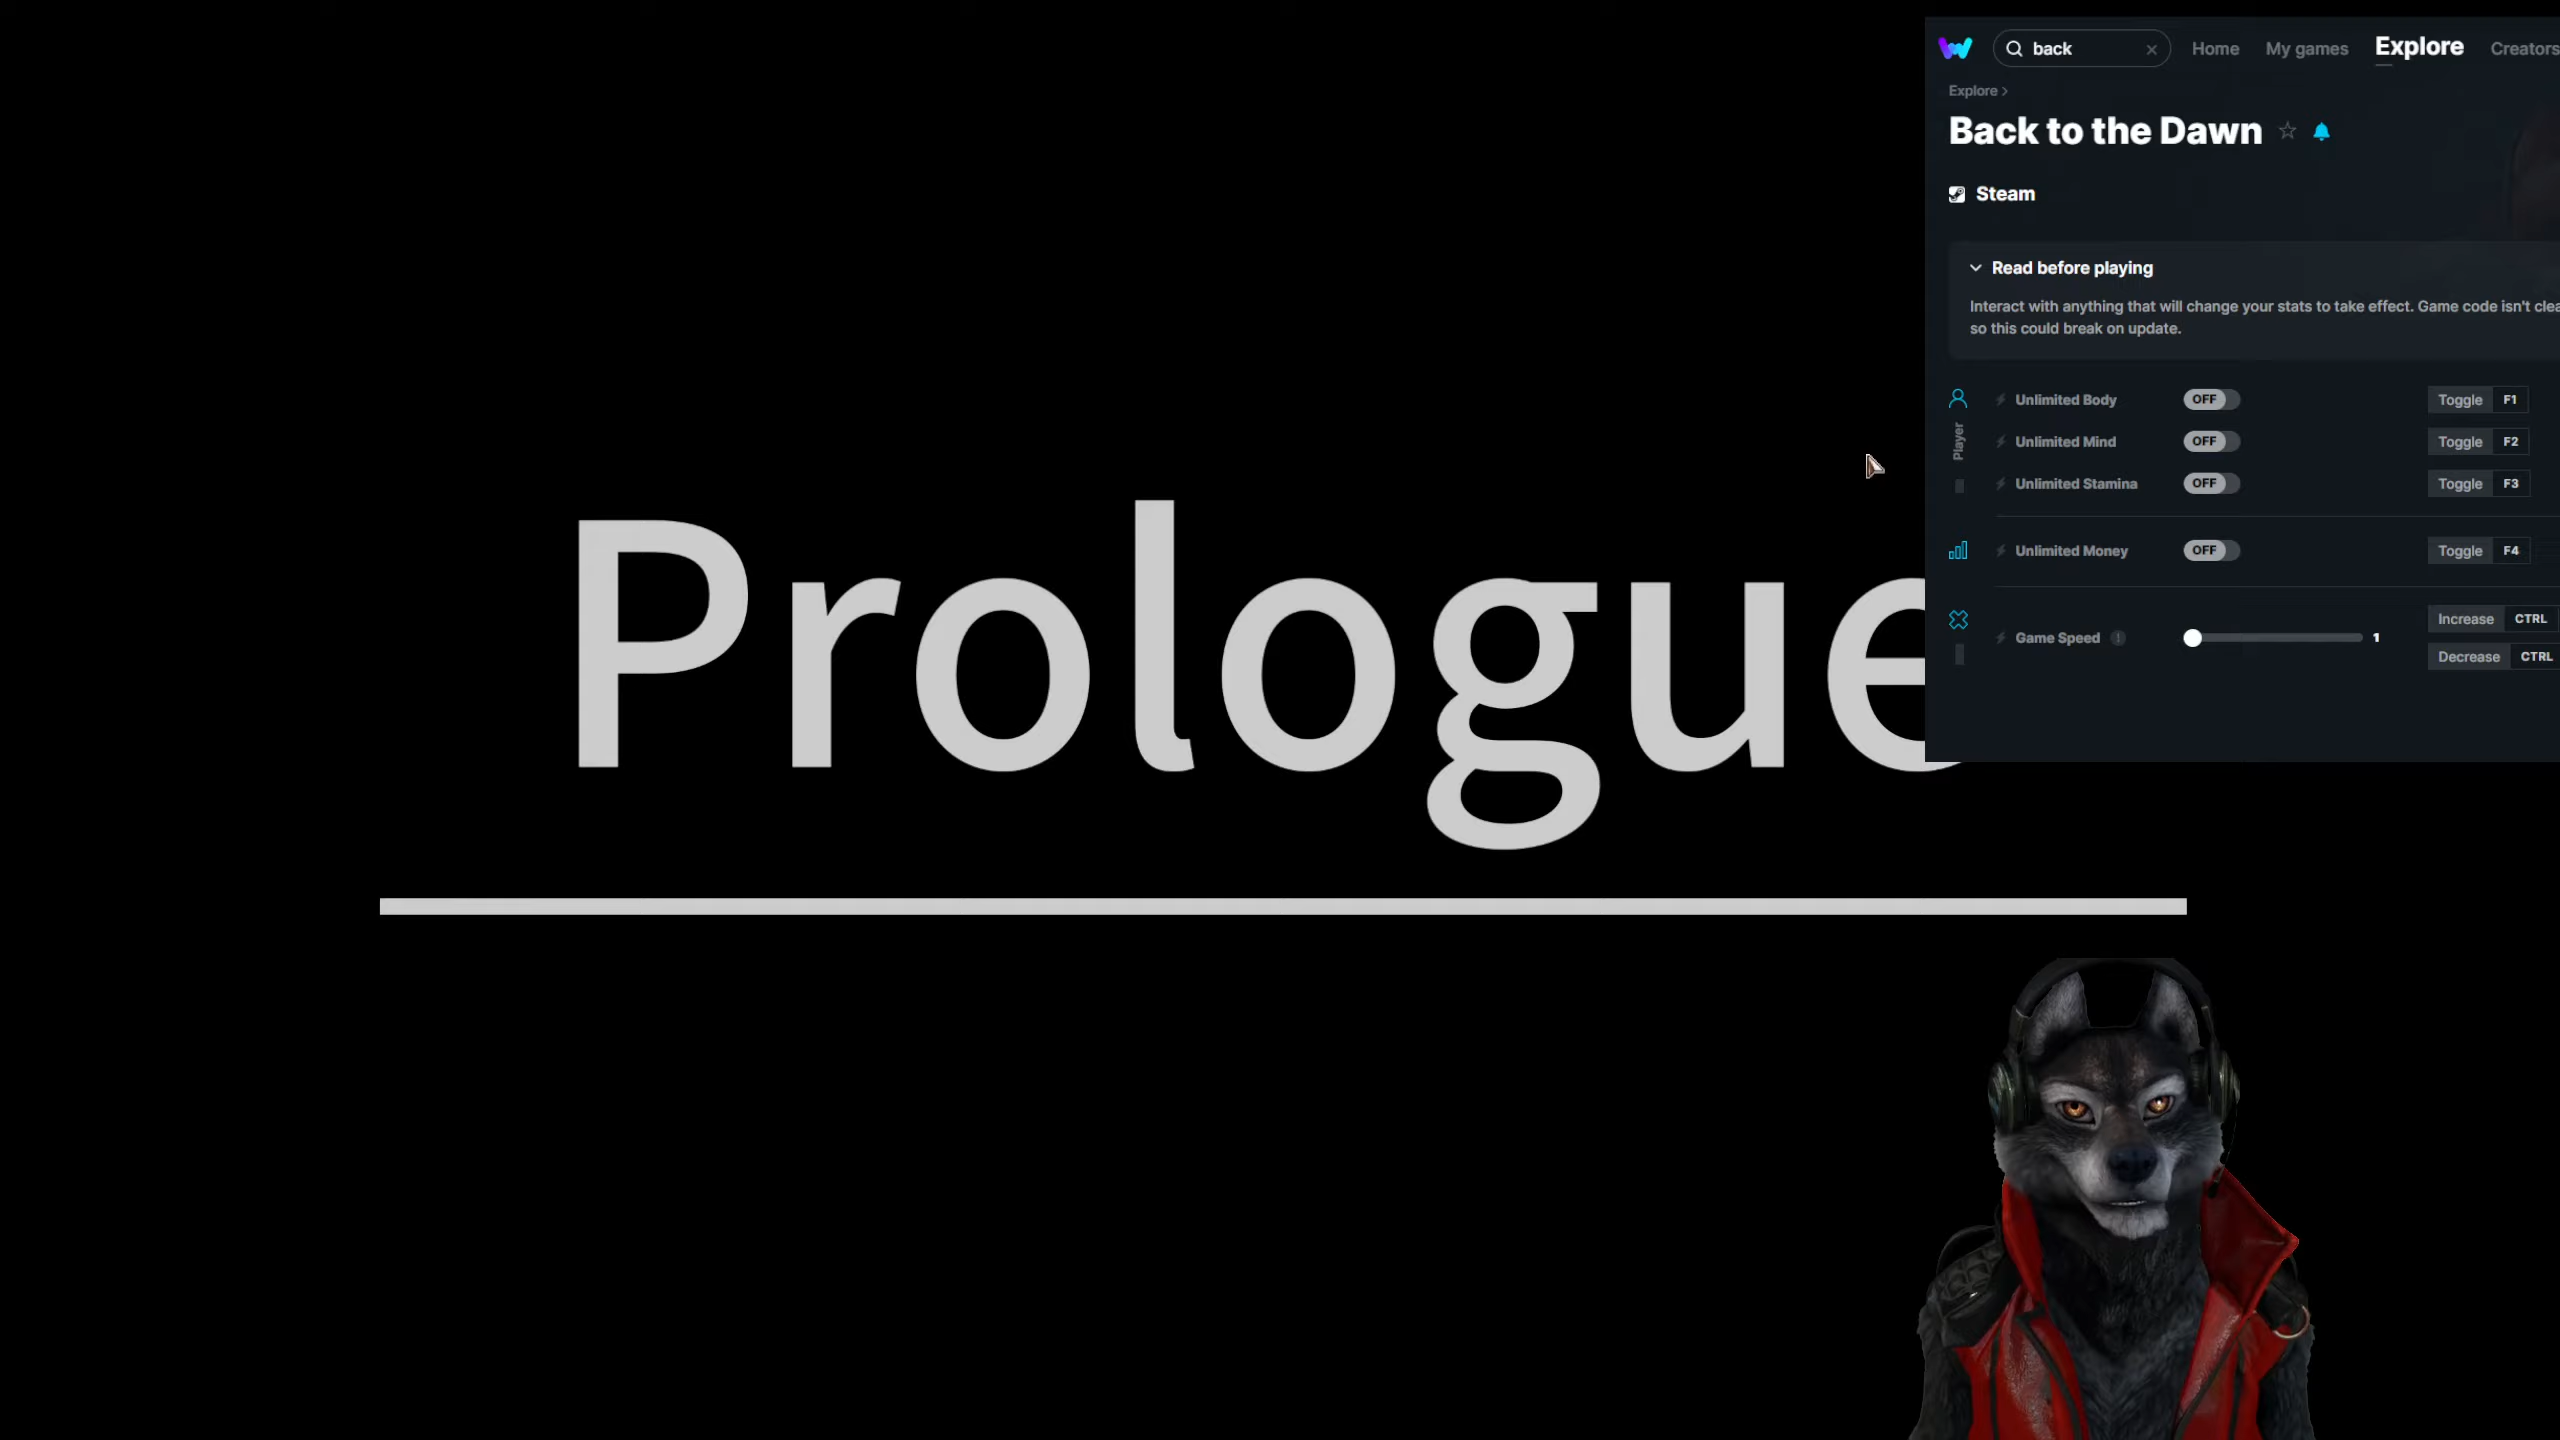 back
Home
My games
Explore
Creators
Explore >
Back to the Dawn
Steam
Read before playing
Interact with anything that will change your stats to take effect. Game code isn't
so this could break on update.
Player
Unlimited Body
OFF
Toggle F1
Unlimited Mind
OFF
Toggle F2
Unlimited Stamina
OFF
Toggle F3
Unlimited Money
OFF
Toggle F4
Game Speed
1
Increase CTRL
Decrease CTRL
Prologue